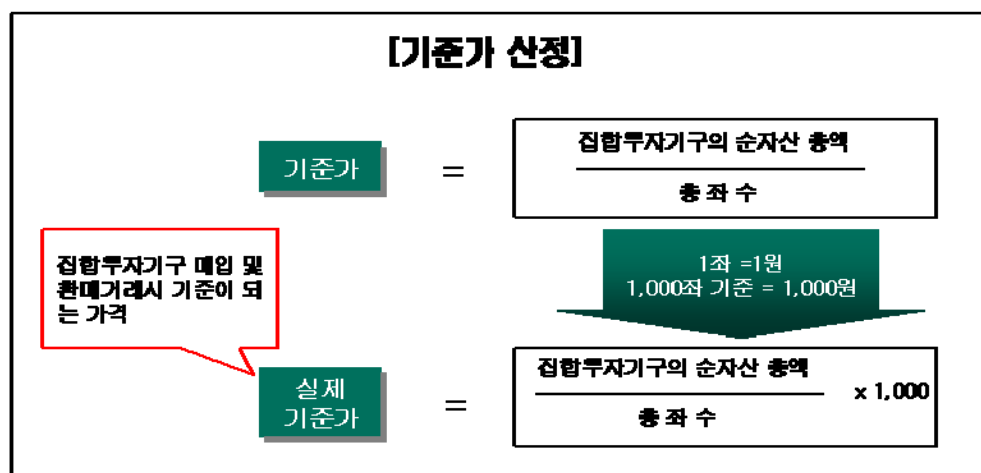 [기준가 산정]
기준가
=
집합투자기구의 순자산 총액
총 좌 수
집합투자기구 매입 및
환매거래시 기준이 되
는 가격
1좌 =1원
1,000좌 기준 = 1,000원
실제
기준가
=
집합투자기구의 순자산 총액
총 좌 수
x 1,000